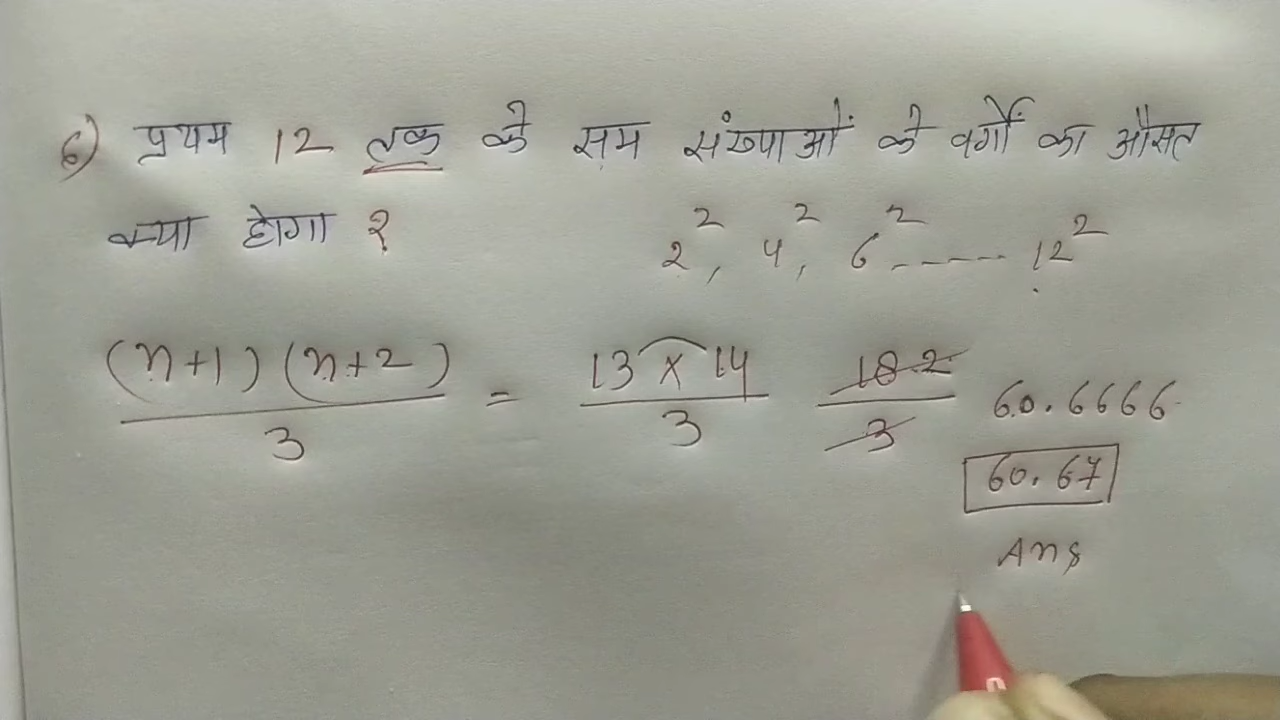 6) प्रथम 12 तक के सम संख्याओं के वर्गों का औसत
क्या होगा ?
2², 4², 6² ------ 12²
(n+1) (n+2) / 3 = 13 × 14 / 3 182 / 3 60.6666
60.67
Ans